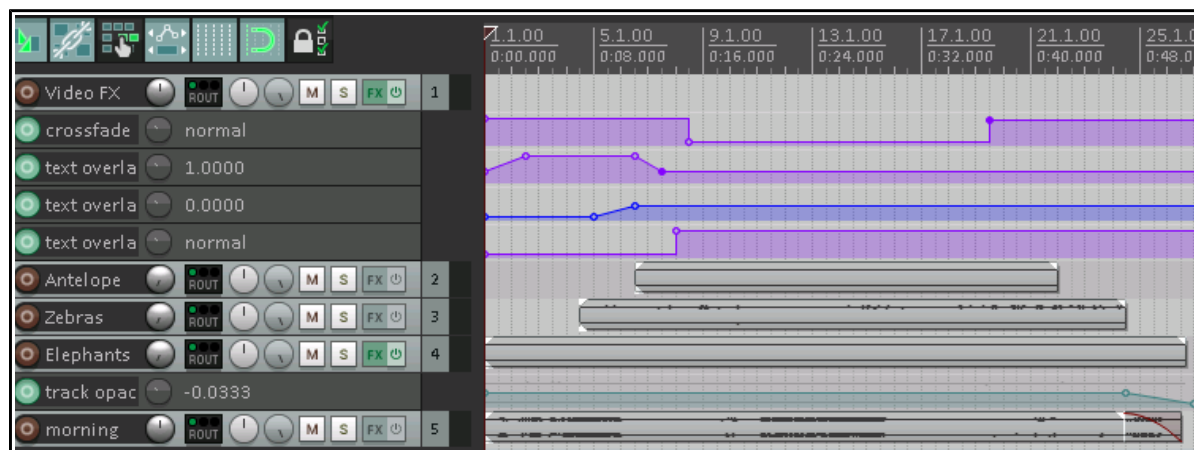 1.1.00 5.1.00 9.1.00 13.1.00 17.1.00 21.1.00 25.1.0
0:00.000 0:08.000 0:16.000 0:24.000 0:32.000 0:40.000 0:48.0
Video FX ROUT M S FX 1
crossfade normal
text overla 1.0000
text overla 0.0000
text overla normal
Antelope ROUT M S FX 2
Zebras ROUT M S FX 3
Elephants ROUT M S FX 4
track opac -0.0333
morning ROUT M S FX 5